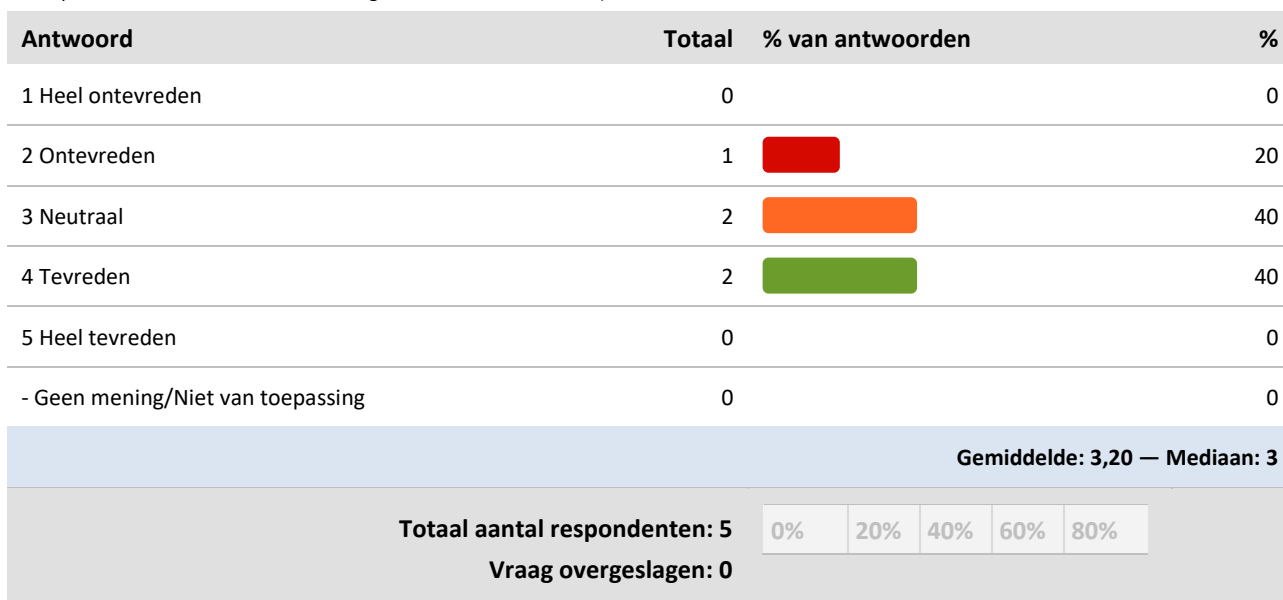 Antwoord Totaal % van antwoorden %
1 Heel ontevreden 0 0
2 Ontevreden 1 20
3 Neutraal 2 40
4 Tevreden 2 40
5 Heel tevreden 0 0
- Geen mening/Niet van toepassing 0 0
Gemiddelde: 3,20 — Mediaan: 3
Totaal aantal respondenten: 5 0% 20% 40% 60% 80%
Vraag overgeslagen: 0